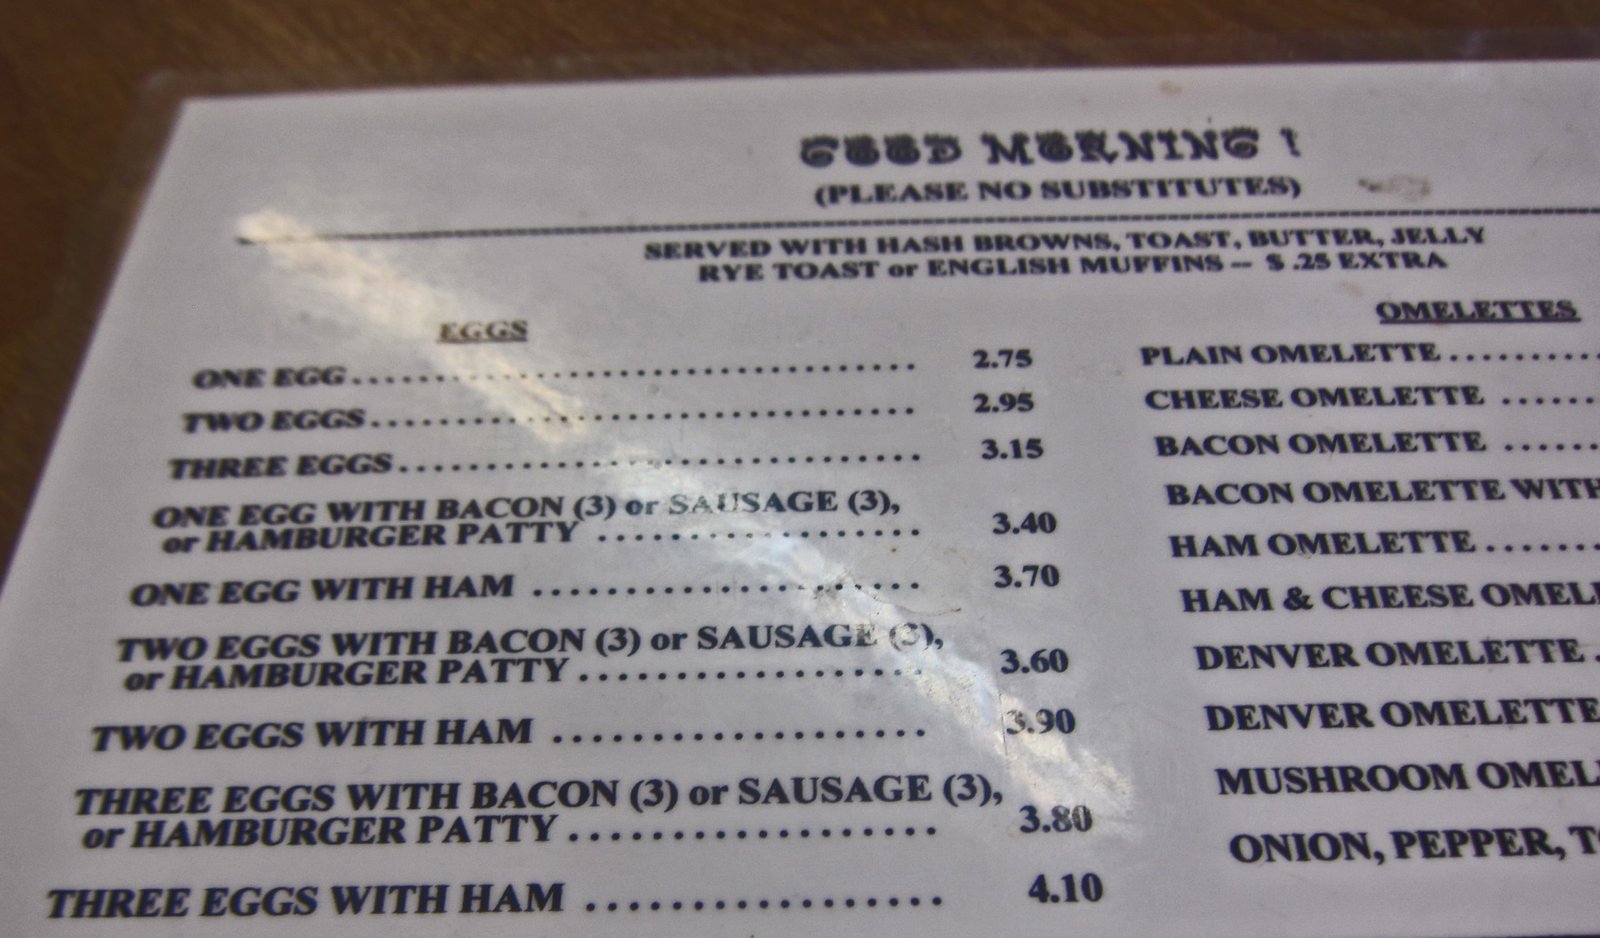 GOOD MORNING !
(PLEASE NO SUBSTITUTES)
SERVED WITH HASH BROWNS, TOAST, BUTTER, JELLY
RYE TOAST or ENGLISH MUFFINS -- $ .25 EXTRA
EGGS
ONE EGG.................................... 2.75
TWO EGGS.................................. 2.95
THREE EGGS................................ 3.15
ONE EGG WITH BACON (3) or SAUSAGE (3),
or HAMBURGER PATTY .................... 3.40
ONE EGG WITH HAM ...................... 3.70
TWO EGGS WITH BACON (3) or SAUSAGE (3),
or HAMBURGER PATTY .................... 3.60
TWO EGGS WITH HAM .................... 3.90
THREE EGGS WITH BACON (3) or SAUSAGE (3),
or HAMBURGER PATTY ................... 3.80
THREE EGGS WITH HAM .................. 4.10
OMELETTES
PLAIN OMELETTE..........
CHEESE OMELETTE ......
BACON OMELETTE ......
BACON OMELETTE WITH
HAM OMELETTE........
HAM & CHEESE
DENVER OMELETTE .
DENVER OMELETTE
MUSHROOM
ONION, PEPPER,